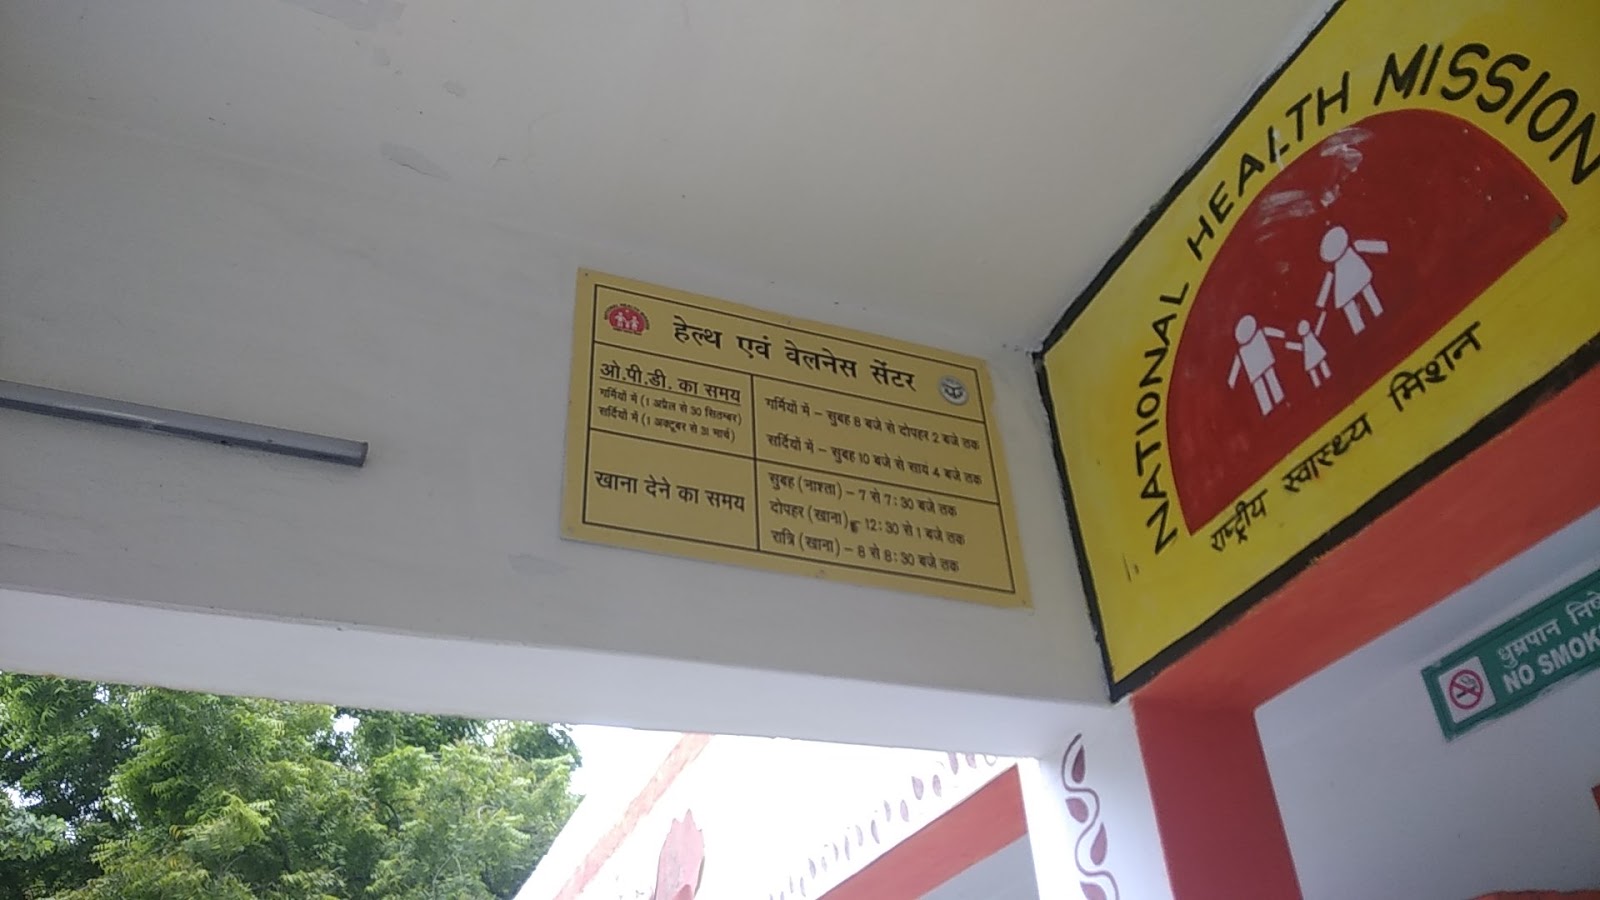 हेल्थ एवं वेलनेस सेंटर
ओ.पी.डी. का समय
गर्मियों में (1 अप्रैल से 30 सितम्बर)
सर्दियों में (1 अक्टूबर से 31 मार्च)
गर्मियों में – सुबह 8 बजे से दोपहर 2 बजे तक
सर्दियों में – सुबह 10 बजे से सायं 4 बजे तक
खाना देने का समय
सुबह (नाश्ता) – 7 से 7:30 बजे तक
दोपहर (खाना) – 12:30 से 1 बजे तक
रात्रि (खाना) – 8 से 8:30 बजे तक
NATIONAL HEALTH MISSION
राष्ट्रीय स्वास्थ्य मिशन
धुम्रपान
NO